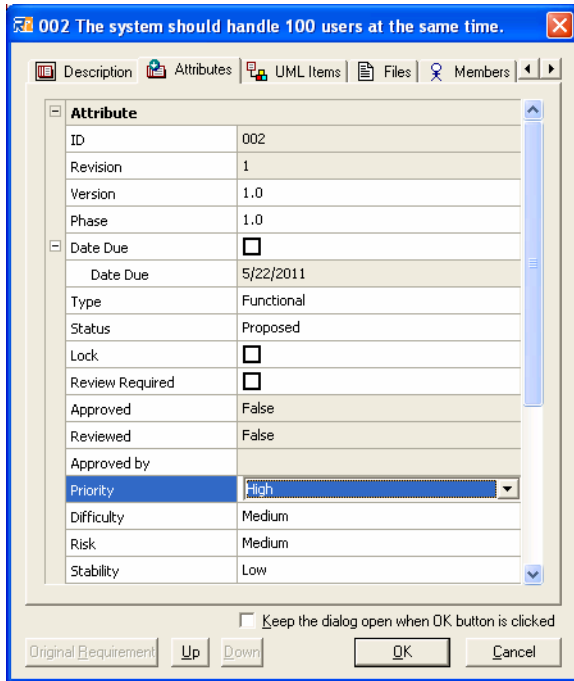 002 The system should handle 100 users at the same time.
Description Attributes UML Items Files Members
Attribute
ID 002
Revision 1
Version 1.0
Phase 1.0
Date Due
Date Due 5/22/2011
Type Functional
Status Proposed
Lock
Review Required
Approved False
Reviewed False
Approved by
Priority High
Difficulty Medium
Risk Medium
Stability Low
Keep the dialog open when OK button is clicked
Original Requirement Up Down OK Cancel